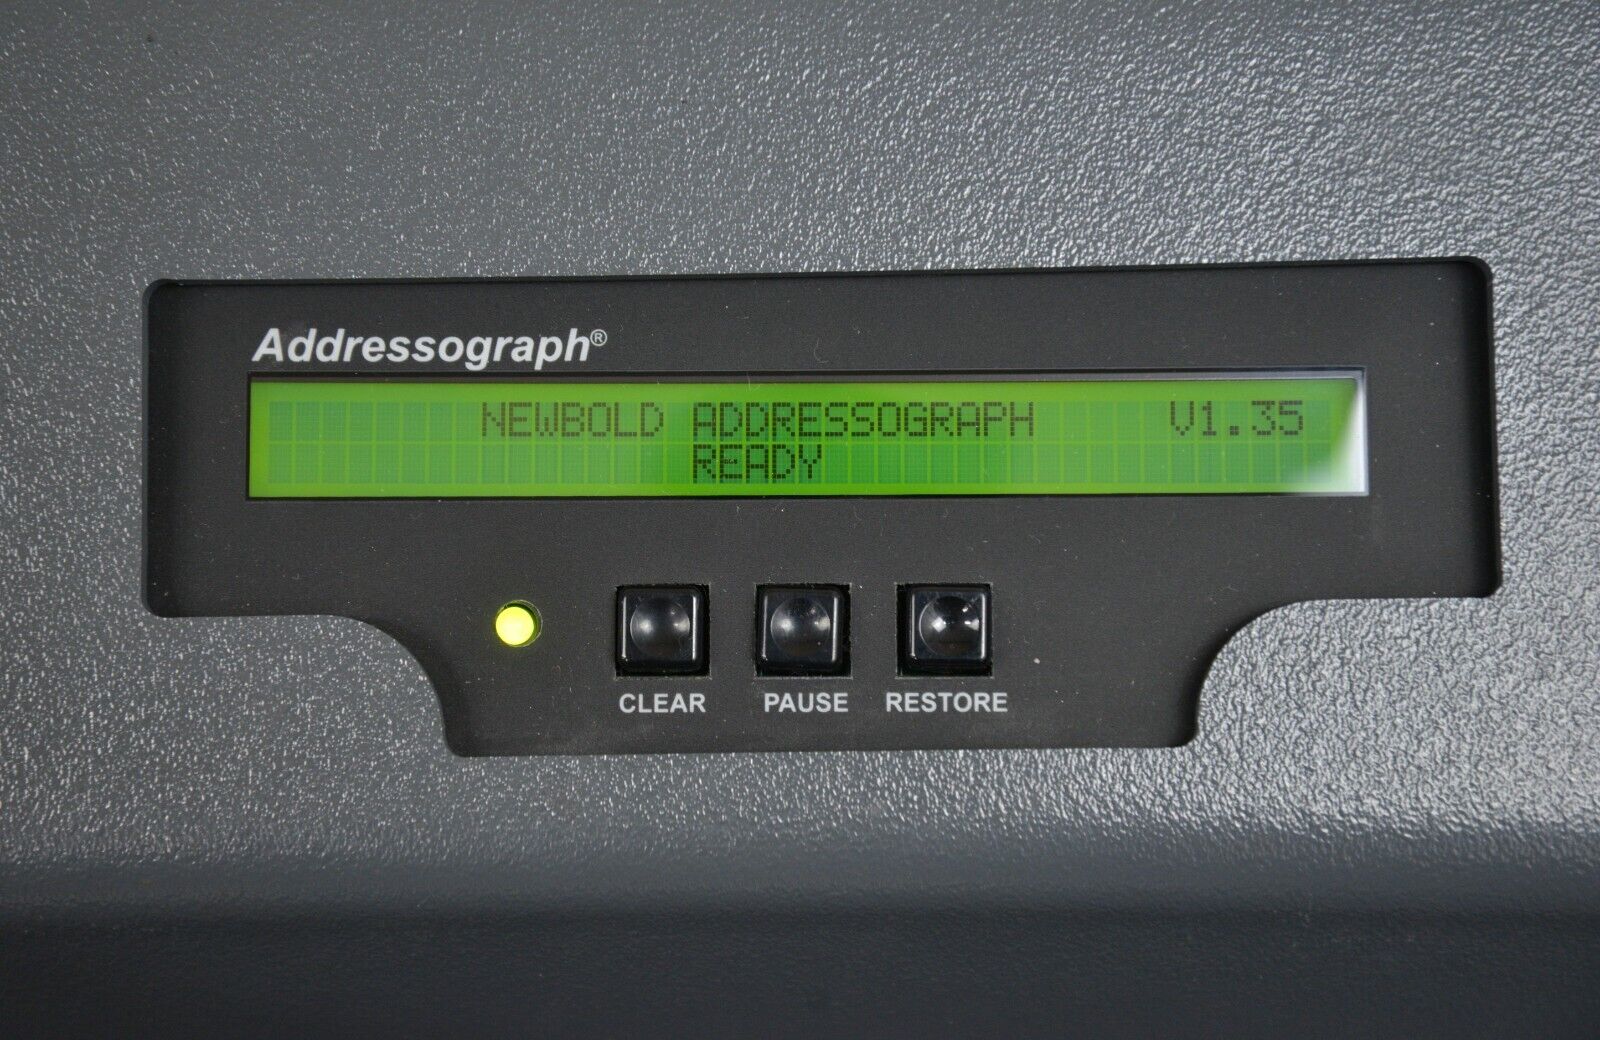 Addressograph®
NEWBOLD ADDRESSOGRAPH V1.35
READY
CLEAR PAUSE RESTORE